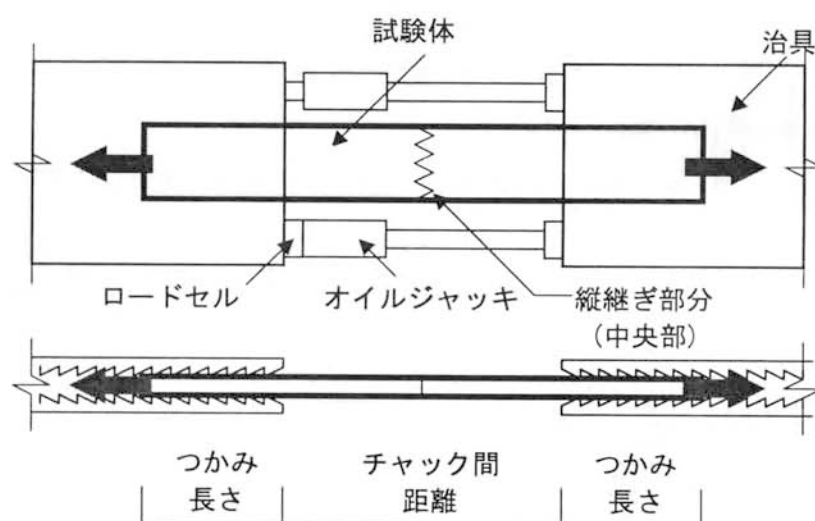 試験体
治具
ロードセル
オイルジャッキ
縦継ぎ部分
(中央部)
つかみ
長さ
チャック間
距離
つかみ
長さ